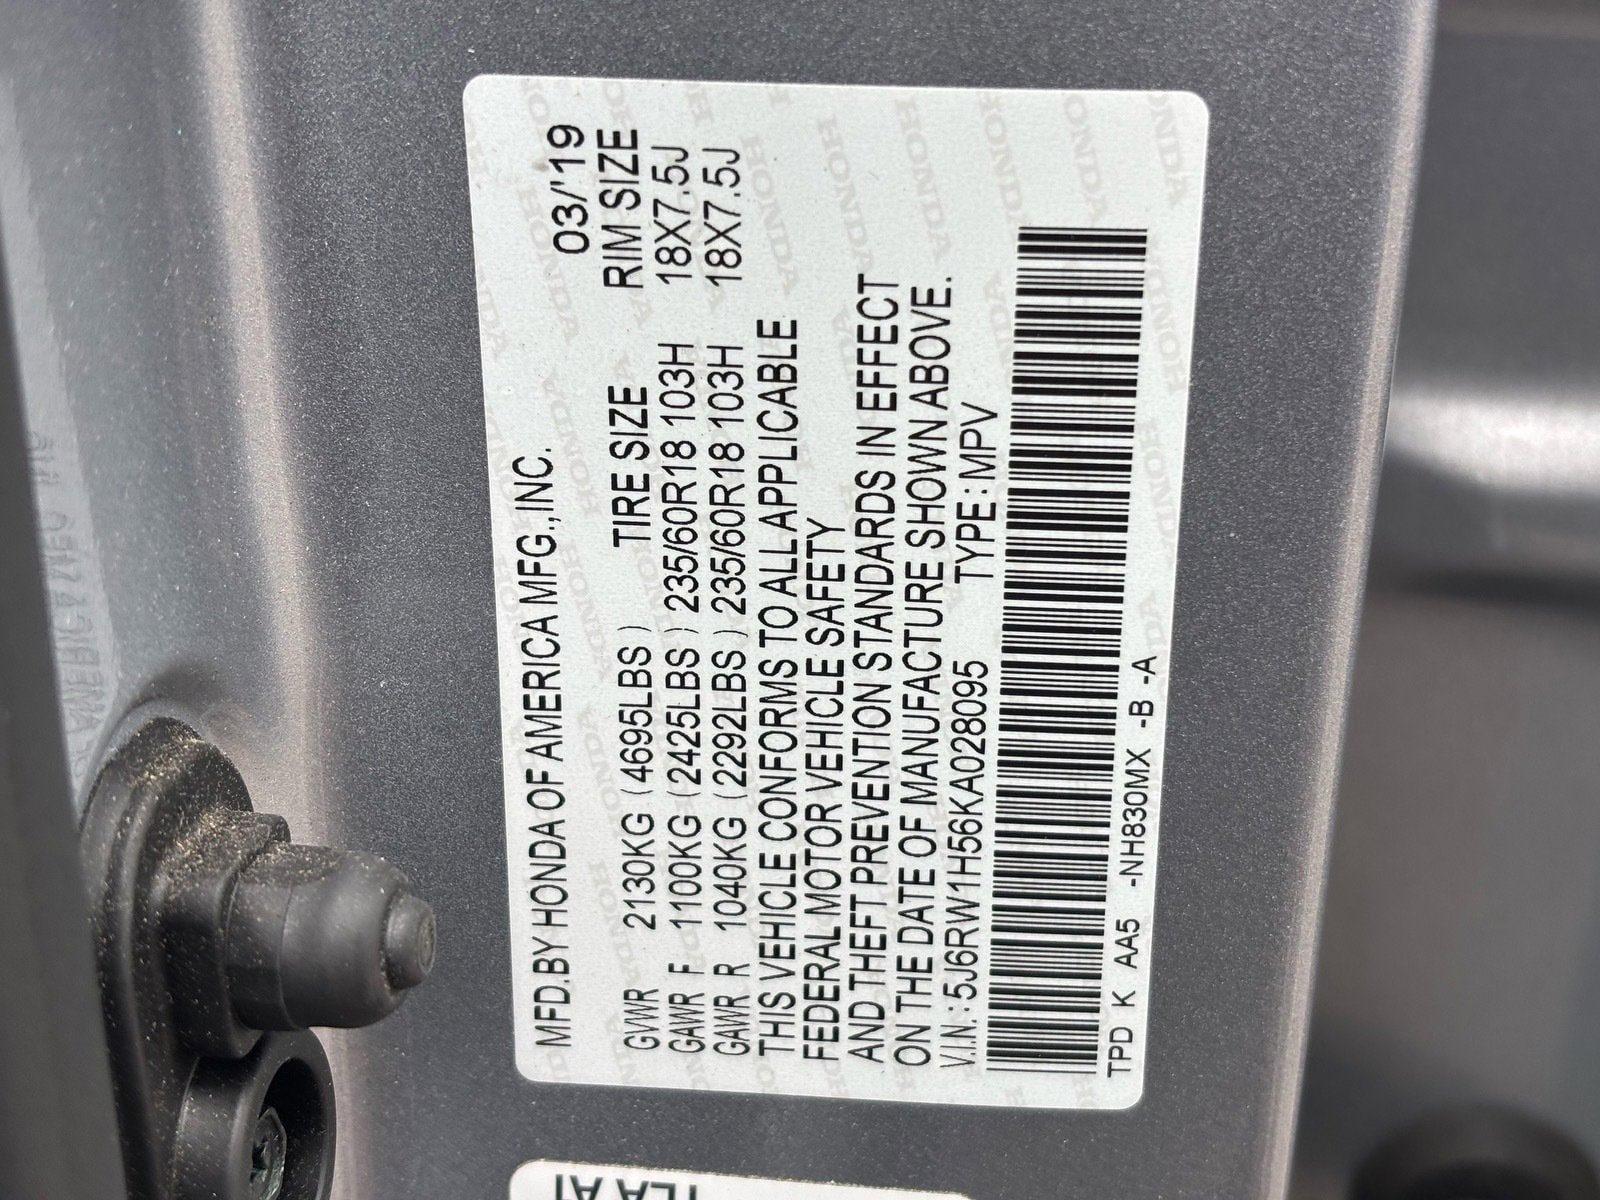 MFD.BY HONDA OF AMERICA MFG.,INC.
03/'19
GVWR 2130KG (4695LBS) TIRE SIZE RIM SIZE
GAWR F 1100KG (2425LBS) 235/60R18 103H 18X7.5J
GAWR R 1040KG (2292LBS) 235/60R18 103H 18X7.5J
THIS VEHICLE CONFORMS TO ALL APPLICABLE
FEDERAL MOTOR VEHICLE SAFETY
AND THEFT PREVENTION STANDARDS IN EFFECT
ON THE DATE OF MANUFACTURE SHOWN ABOVE.
V.I.N.: 5J6RW1H56KA028095 TYPE: MPV
TPD K AA5 -NH830MX -B -A